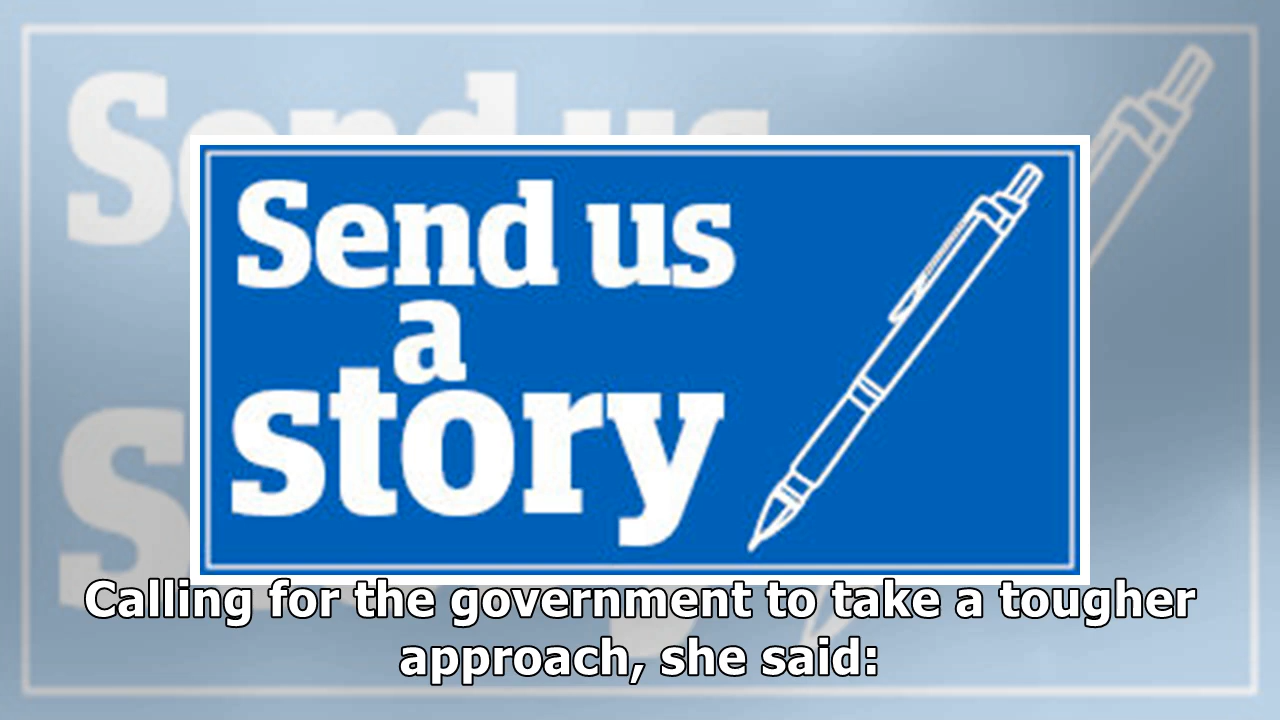 Send us
a
story
Calling for the government to take a tougher
approach, she said: